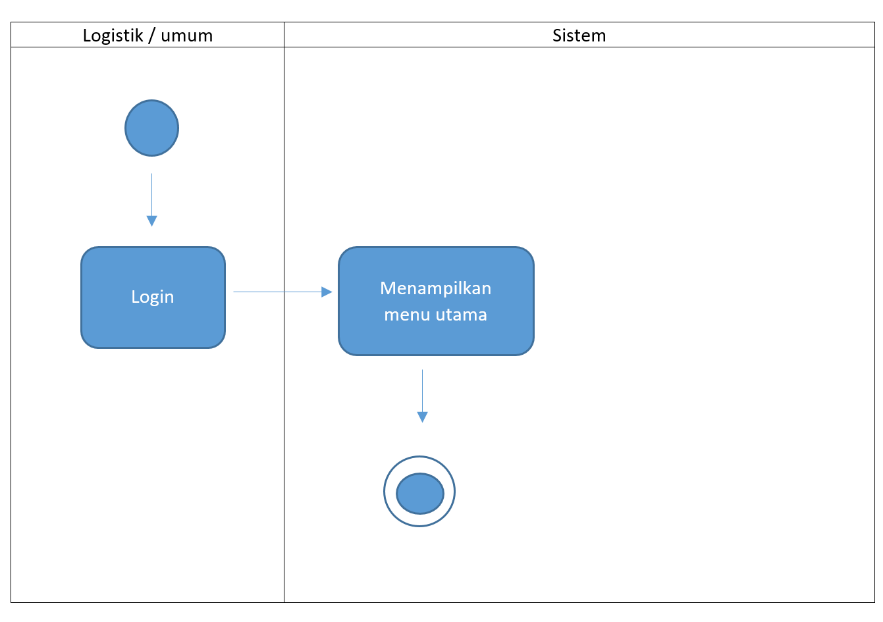 Logistik / umum
Sistem
Login
Menampilkan
menu utama